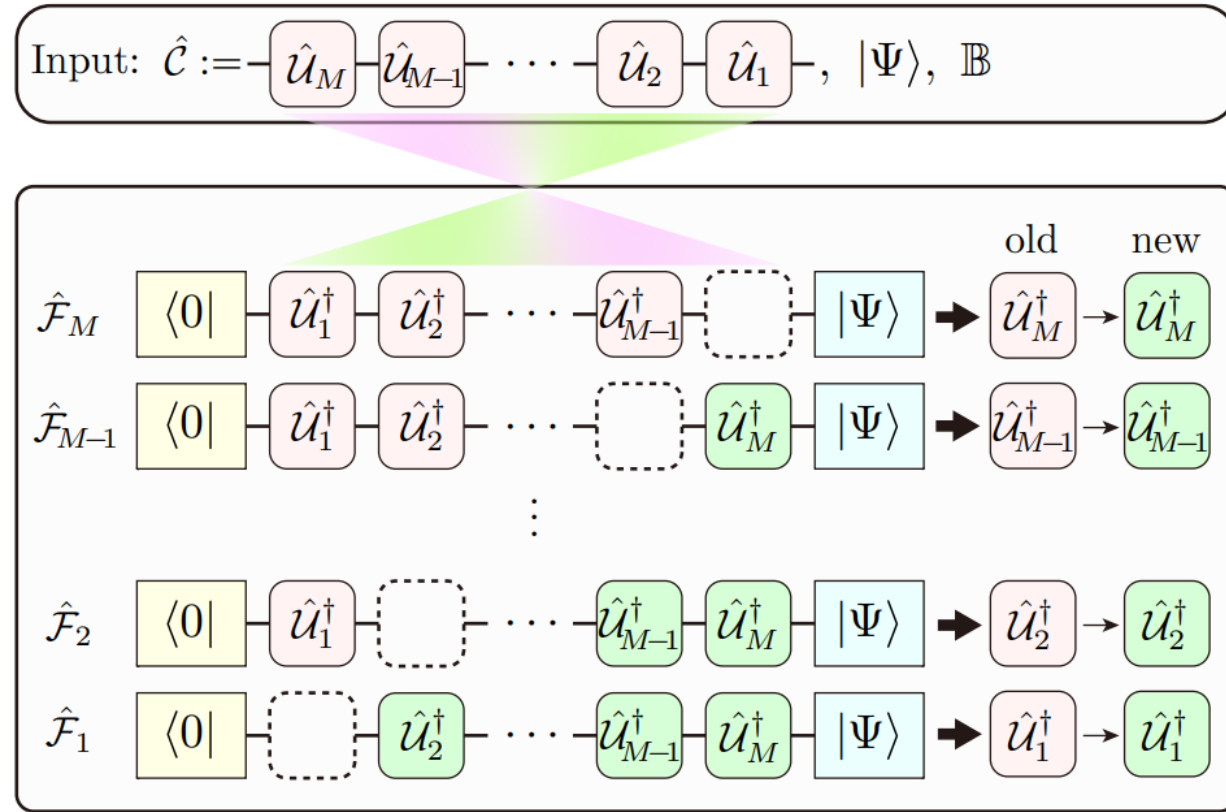 Input: 𝒞̂ := 𝒰̂_M 𝒰̂_{M−1} ··· 𝒰̂_2 𝒰̂_1 , |Ψ⟩, 𝔹
old new
ℱ̂_M ⟨0| 𝒰̂_1^† 𝒰̂_2^† ··· 𝒰̂_{M−1}^† |Ψ⟩ 𝒰̂_M^† → 𝒰̂_M^†
ℱ̂_{M−1} ⟨0| 𝒰̂_1^† 𝒰̂_2^† ··· 𝒰̂_M^† |Ψ⟩ 𝒰̂_{M−1}^† → 𝒰̂_{M−1}^†
⋮
ℱ̂_2 ⟨0| 𝒰̂_1^† ··· 𝒰̂_{M−1}^† 𝒰̂_M^† |Ψ⟩ 𝒰̂_2^† → 𝒰̂_2^†
ℱ̂_1 ⟨0| 𝒰̂_2^† ··· 𝒰̂_{M−1}^† 𝒰̂_M^† |Ψ⟩ 𝒰̂_1^† → 𝒰̂_1^†